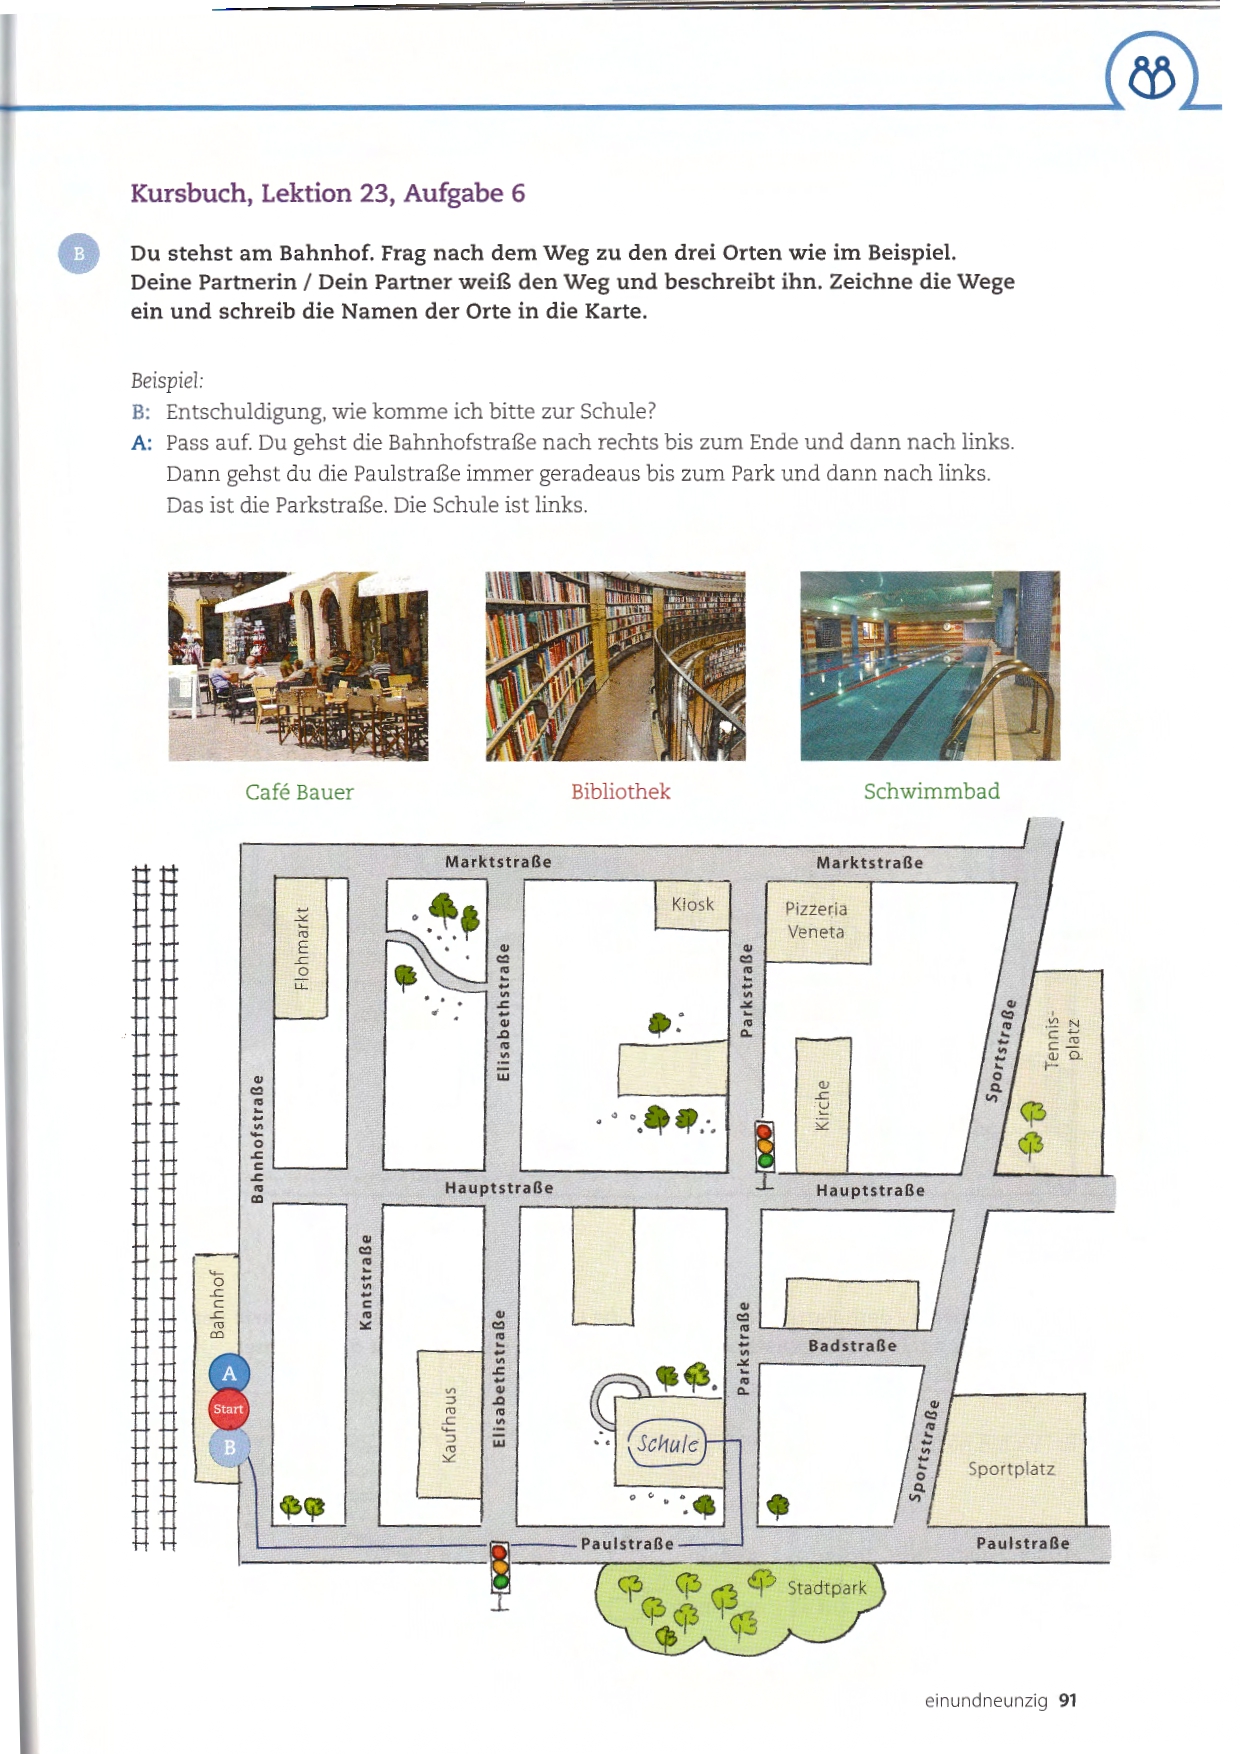 Kursbuch, Lektion 23, Aufgabe 6
B
Du stehst am Bahnhof. Frag nach dem Weg zu den drei Orten wie im Beispiel.
Deine Partnerin / Dein Partner weiß den Weg und beschreibt ihn. Zeichne die Wege
ein und schreib die Namen der Orte in die Karte.
Beispiel:
B: Entschuldigung, wie komme ich bitte zur Schule?
A: Pass auf. Du gehst die Bahnhofstraße nach rechts bis zum Ende und dann nach links.
Dann gehst du die Paulstraße immer geradeaus bis zum Park und dann nach links.
Das ist die Parkstraße. Die Schule ist links.
Café Bauer
Bibliothek
Schwimmbad
Marktstraße
Marktstraße
Flohmarkt
Kiosk
Pizzeria
Veneta
Elisabethstraße
Parkstraße
Sportstraße
Tennis-
platz
Bahnhofstraße
Kirche
Hauptstraße
Hauptstraße
Bahnhof
Kantstraße
Elisabethstraße
Parkstraße
Badstraße
A
Start
B
Kaufhaus
Schule
Sportstraße
Sportplatz
Paulstraße
Paulstraße
Stadtpark
einundneunzig 91